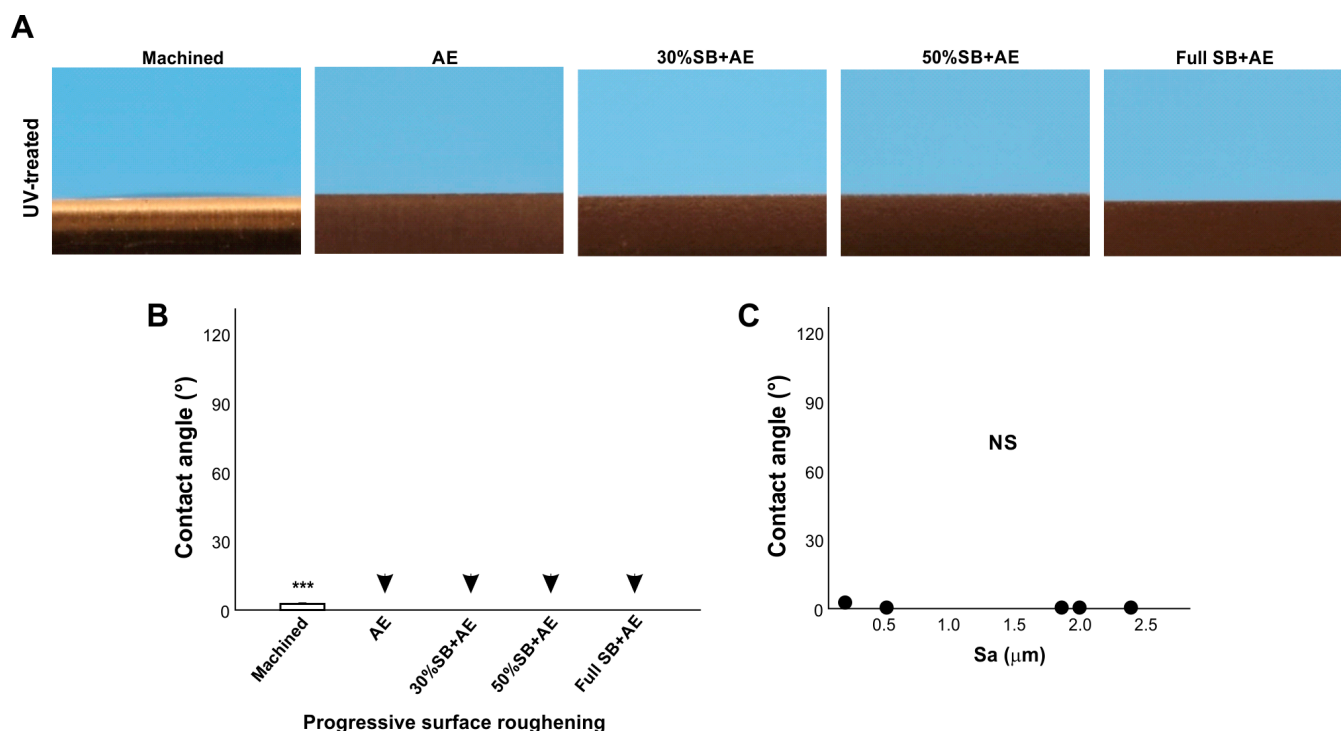 A
Machined
AE
30%SB+AE
50%SB+AE
Full SB+AE
UV-treated
B
Contact angle (°)
120
90
60
30
0
***
Machined
AE
30%SB+AE
50%SB+AE
Full SB+AE
Progressive surface roughening
C
Contact angle (°)
120
90
60
30
0
NS
0.5
1.0
1.5
2.0
2.5
Sa (μm)